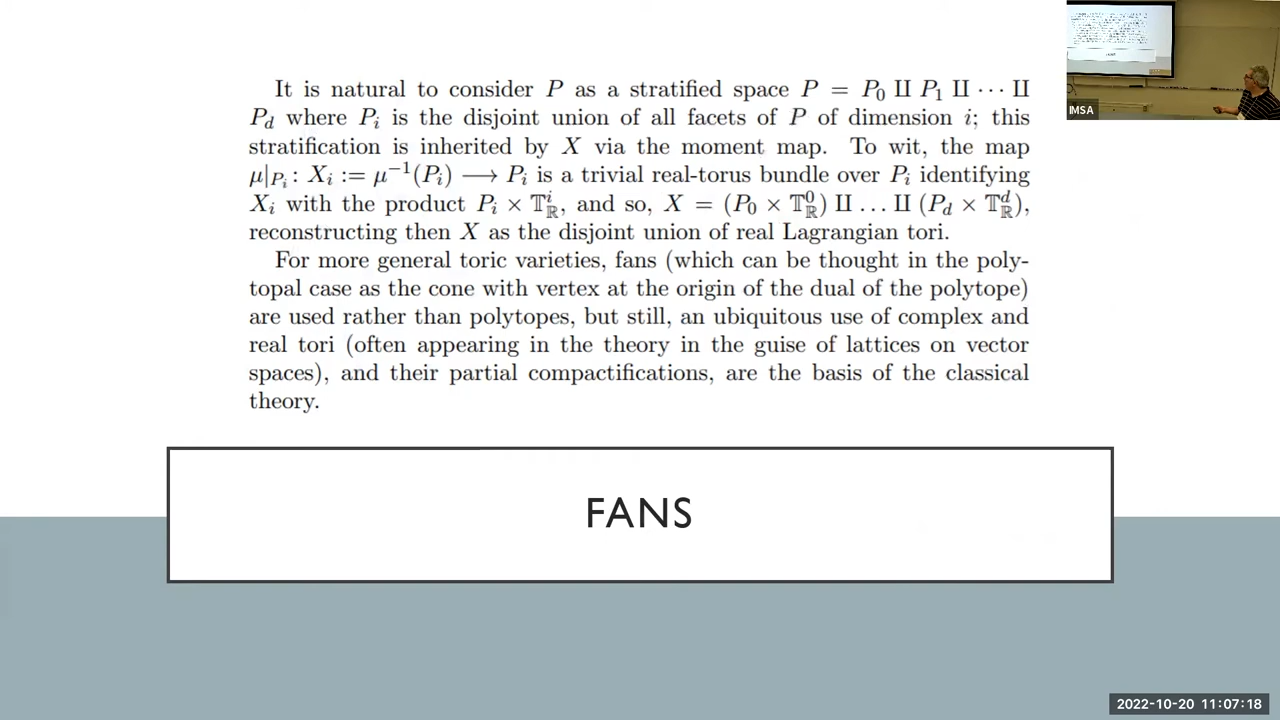 It is natural to consider P as a stratified space P = P₀ ⨿ P₁ ⨿ ⋯ ⨿
P_d where P_i is the disjoint union of all facets of P of dimension i; this
stratification is inherited by X via the moment map. To wit, the map
μ|_{P_i}: X_i := μ⁻¹(P_i) ⟶ P_i is a trivial real-torus bundle over P_i identifying
X_i with the product P_i × 𝕋^i_ℝ, and so, X = (P₀ × 𝕋^0_ℝ) ⨿ … ⨿ (P_d × 𝕋^d_ℝ),
reconstructing then X as the disjoint union of real Lagrangian tori.
For more general toric varieties, fans (which can be thought in the poly-
topal case as the cone with vertex at the origin of the dual of the polytope)
are used rather than polytopes, but still, an ubiquitous use of complex and
real tori (often appearing in the theory in the guise of lattices on vector
spaces), and their partial compactifications, are the basis of the classical
theory.
FANS
IMSA
2022-10-20 11:07:18